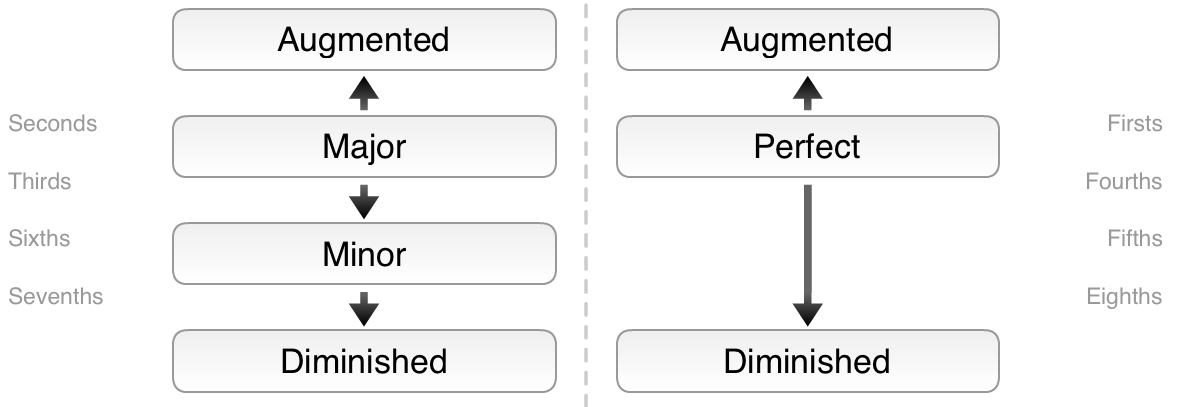 Augmented
Augmented
Seconds
Major
Perfect
Firsts
Thirds
Fourths
Sixths
Minor
Fifths
Sevenths
Eighths
Diminished
Diminished